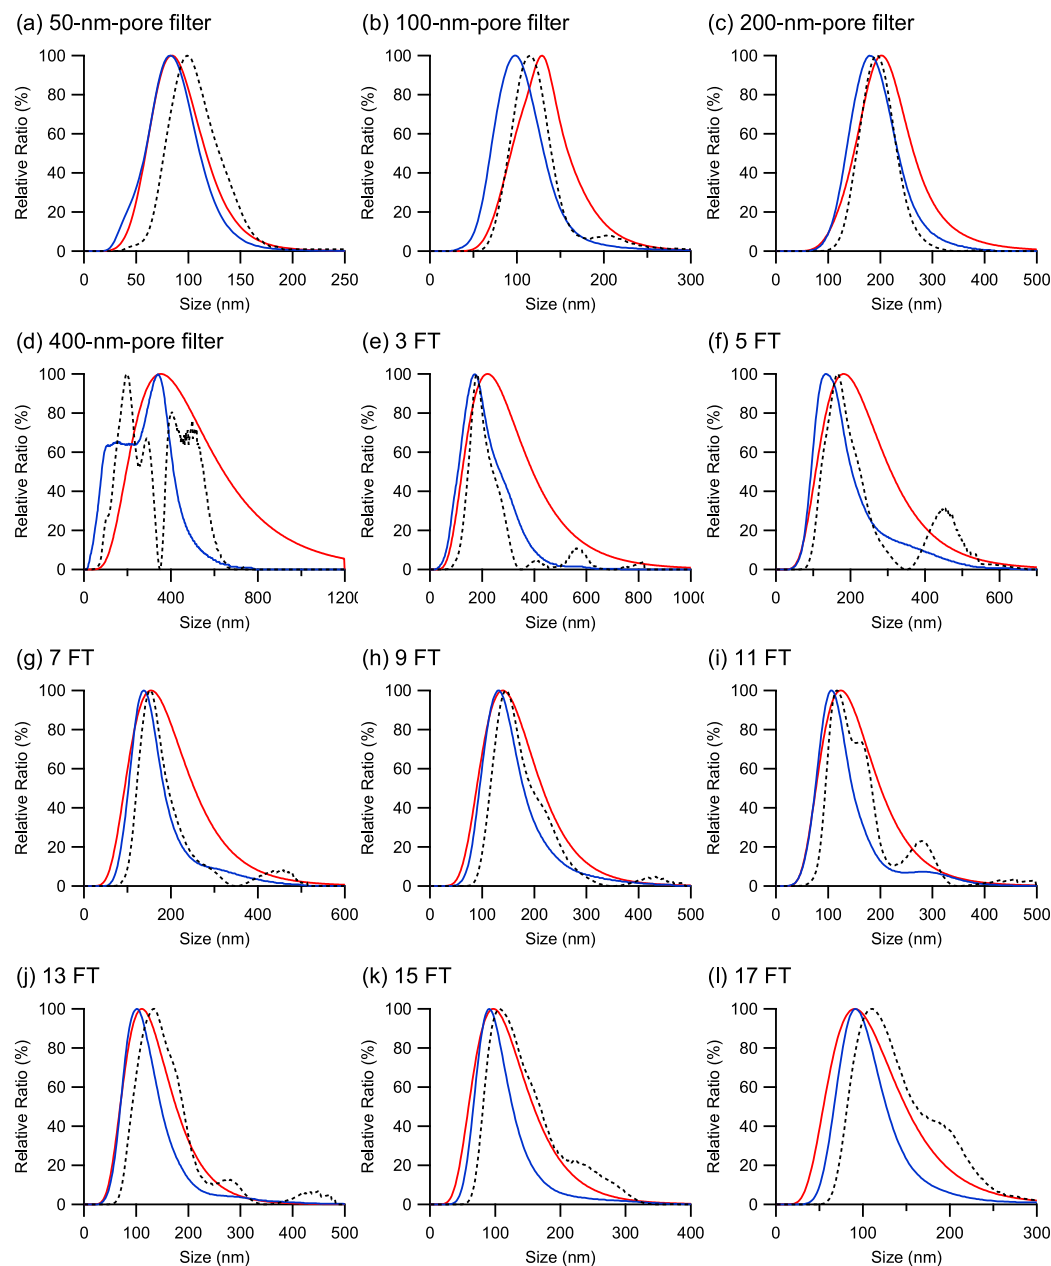 (a) 50-nm-pore filter
100
80
60
40
20
0
Relative Ratio (%)
0 50 100 150 200 250
Size (nm)
(b) 100-nm-pore filter
100
80
60
40
20
0
Relative Ratio (%)
0 100 200 300
Size (nm)
(c) 200-nm-pore filter
100
80
60
40
20
0
Relative Ratio (%)
0 100 200 300 400 500
Size (nm)
(d) 400-nm-pore filter
100
80
60
40
20
0
Relative Ratio (%)
0 400 800 1200
Size (nm)
(e) 3 FT
100
80
60
40
20
0
Relative Ratio (%)
0 200 400 600 800 1000
Size (nm)
(f) 5 FT
100
80
60
40
20
0
Relative Ratio (%)
0 200 400 600
Size (nm)
(g) 7 FT
100
80
60
40
20
0
Relative Ratio (%)
0 200 400 600
Size (nm)
(h) 9 FT
100
80
60
40
20
0
Relative Ratio (%)
0 100 200 300 400 500
Size (nm)
(i) 11 FT
100
80
60
40
20
0
Relative Ratio (%)
0 100 200 300 400 500
Size (nm)
(j) 13 FT
100
80
60
40
20
0
Relative Ratio (%)
0 100 200 300 400 500
Size (nm)
(k) 15 FT
100
80
60
40
20
0
Relative Ratio (%)
0 100 200 300 400
Size (nm)
(l) 17 FT
100
80
60
40
20
0
Relative Ratio (%)
0 100 200 300
Size (nm)